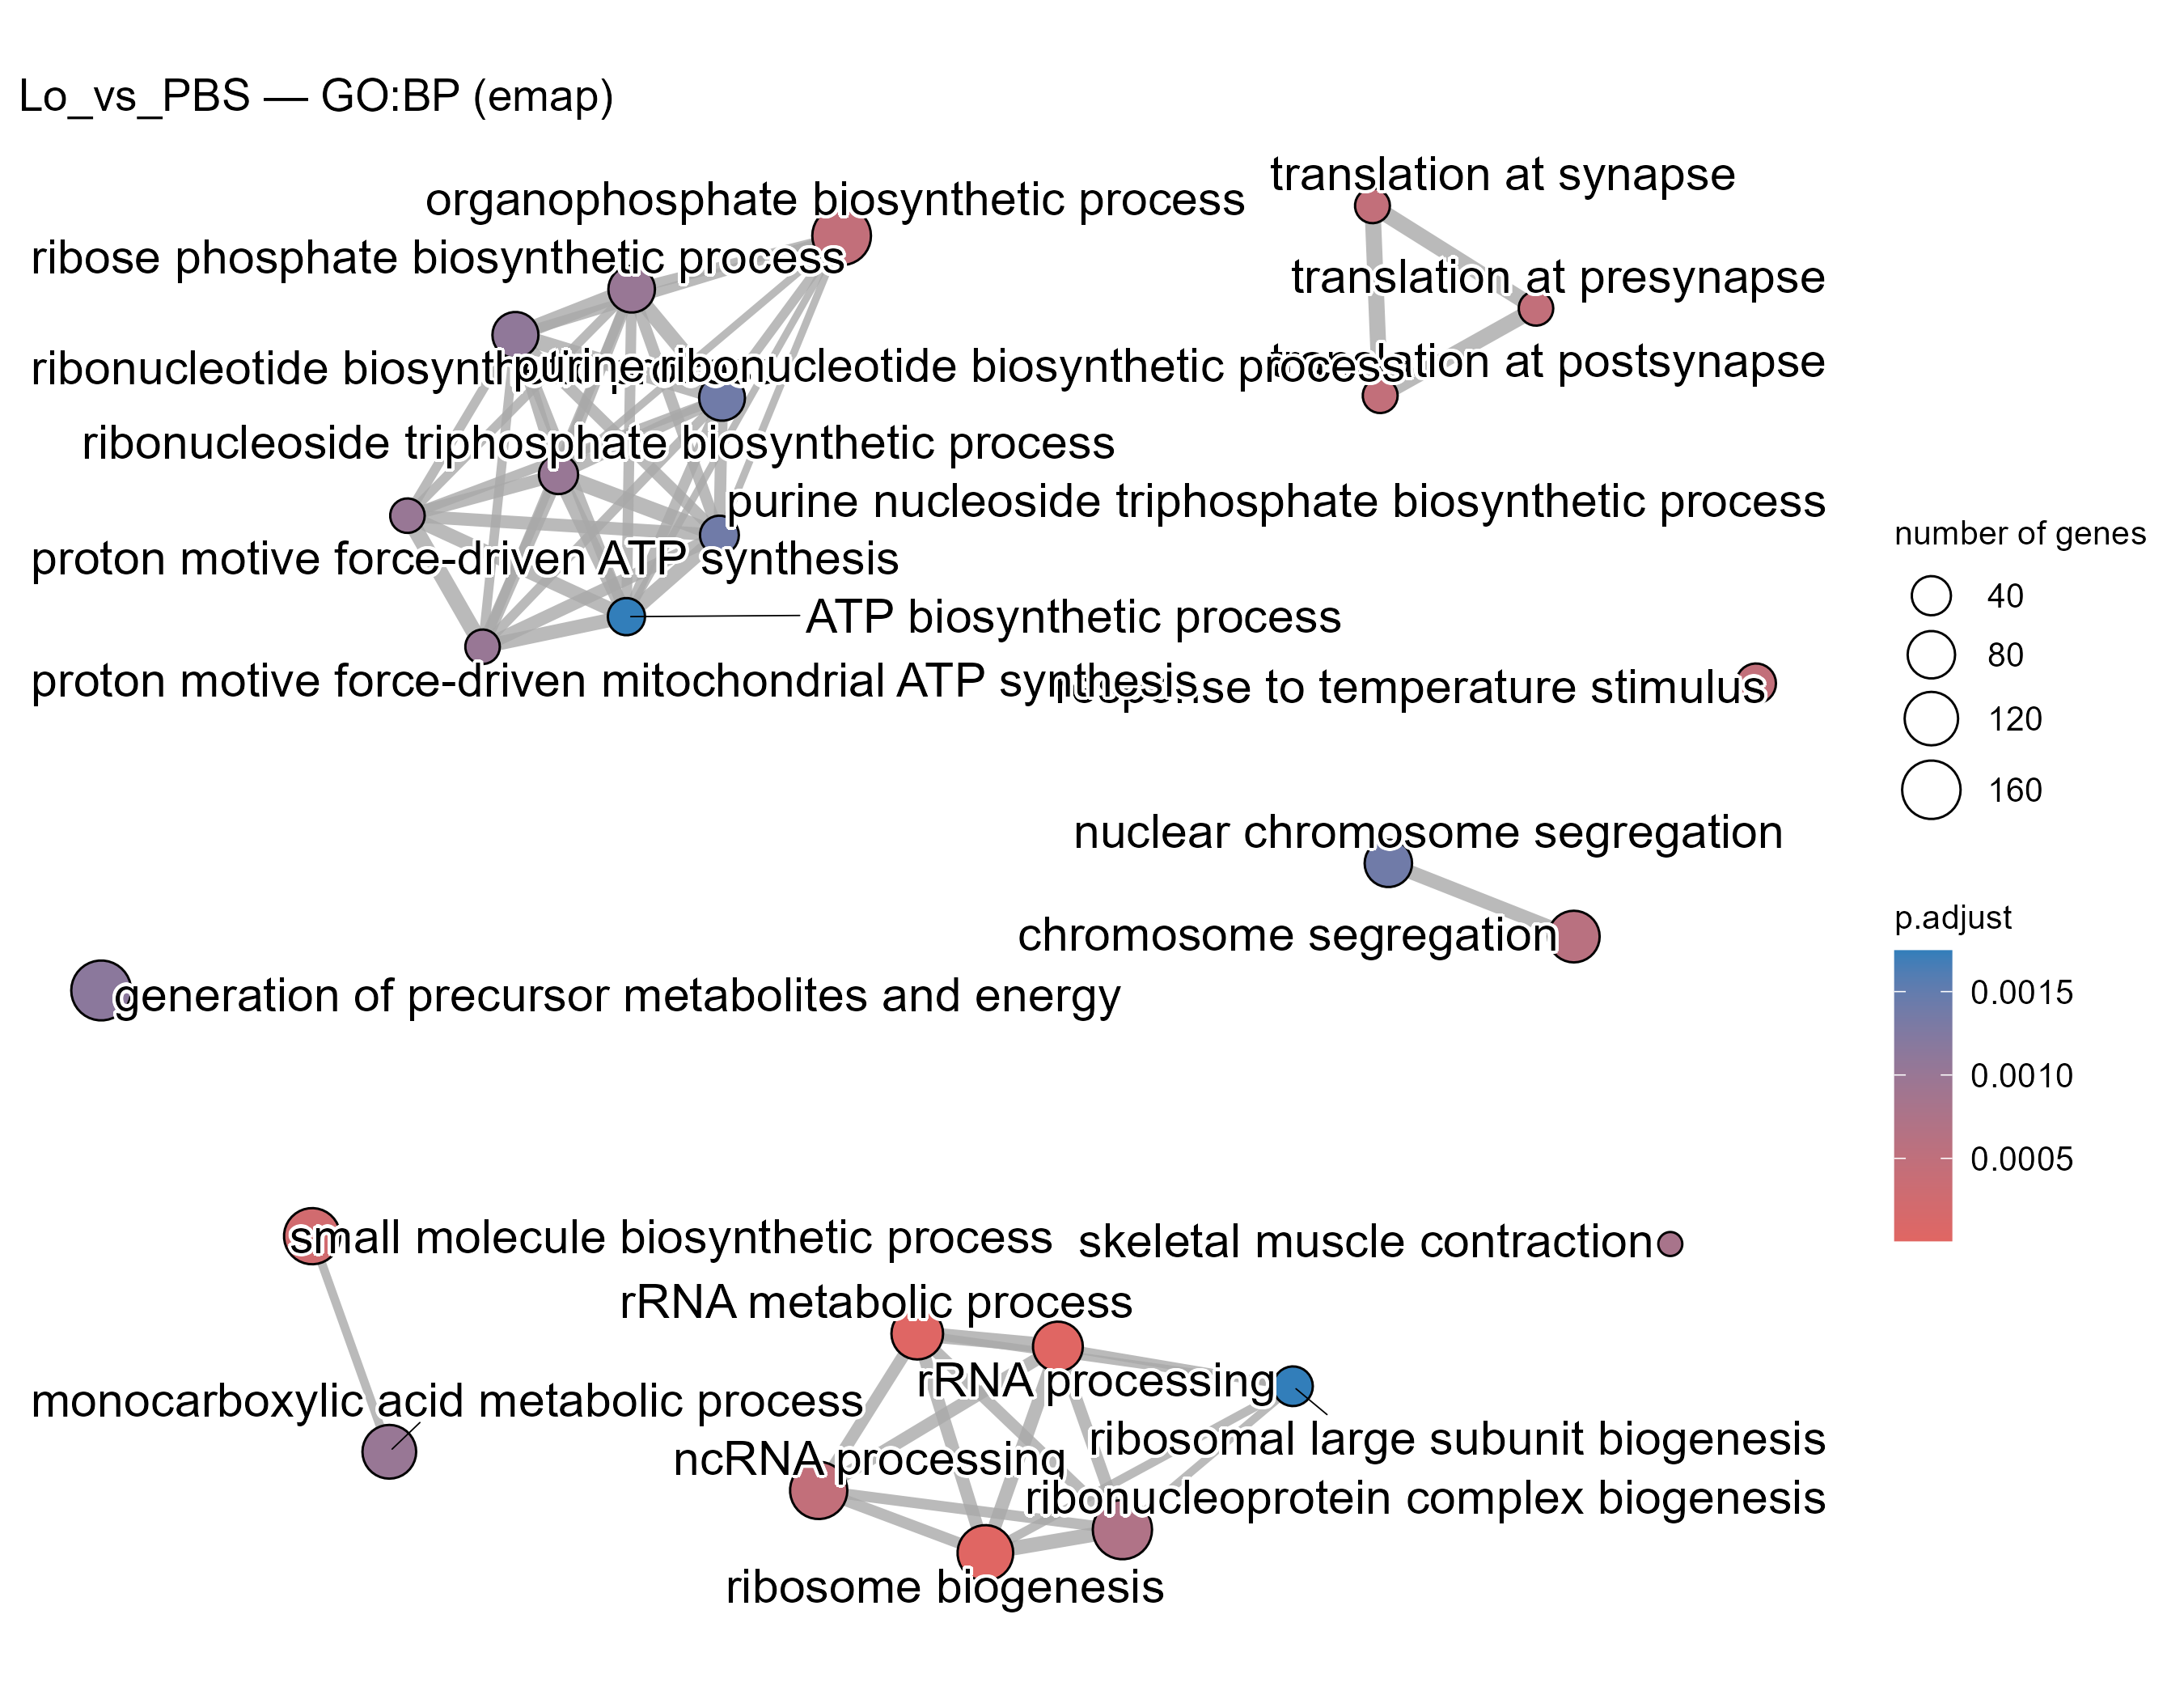 Lo_vs_PBS — GO:BP (emap)
translation at synapse
organophosphate biosynthetic process
ribose phosphate biosynthetic process
translation at presynapse
translation at postsynapse
ribonucleotide biosynthetic process
purine ribonucleotide biosynthetic process
ribonucleoside triphosphate biosynthetic process
purine nucleoside triphosphate biosynthetic process
proton motive force-driven ATP synthesis
ATP biosynthetic process
proton motive force-driven mitochondrial ATP synthesis
response to temperature stimulus
nuclear chromosome segregation
chromosome segregation
generation of precursor metabolites and energy
small molecule biosynthetic process
skeletal muscle contraction
rRNA metabolic process
rRNA processing
monocarboxylic acid metabolic process
ribosomal large subunit biogenesis
ncRNA processing
ribonucleoprotein complex biogenesis
ribosome biogenesis
number of genes
40
80
120
160
p.adjust
0.0015
0.0010
0.0005